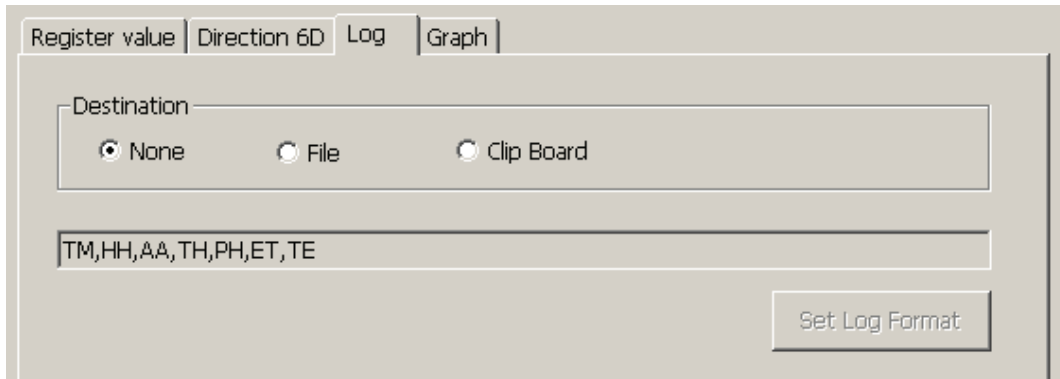 Register value Direction 6D Log Graph
Destination
None File Clip Board
TM,HH,AA,TH,PH,ET,TE
Set Log Format